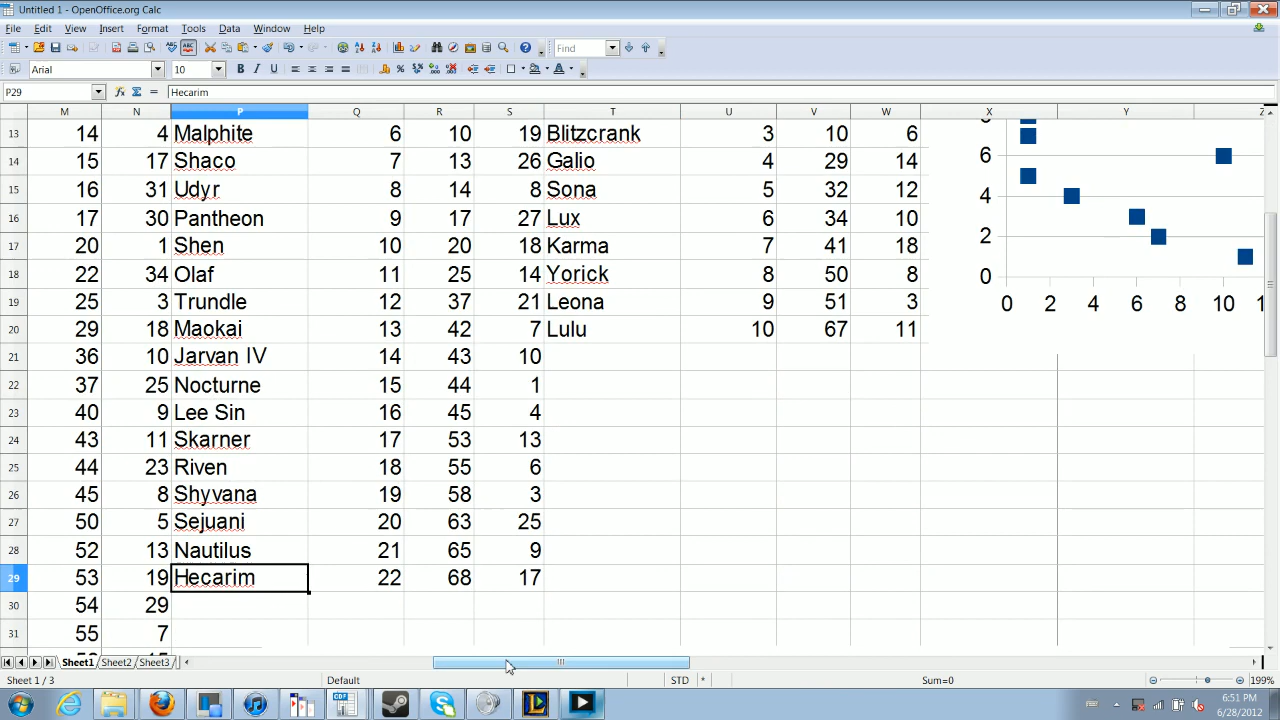 Untitled 1 - OpenOffice.org Calc
File Edit View Insert Format Tools Data Window Help
Find
Arial 10
P29 Hecarim
M N P Q R S T U V W X Y Z
13 14 4 Malphite 6 10 19 Blitzcrank 3 10 6
14 15 17 Shaco 7 13 26 Galio 4 29 14 6
15 16 31 Udyr 8 14 8 Sona 5 32 12 4
16 17 30 Pantheon 9 17 27 Lux 6 34 10 2
17 20 1 Shen 10 20 18 Karma 7 41 18
18 22 34 Olaf 11 25 14 Yorick 8 50 8 0
19 25 3 Trundle 12 37 21 Leona 9 51 3 0 2 4 6 8 10
20 29 18 Maokai 13 42 7 Lulu 10 67 11
21 36 10 Jarvan IV 14 43 10
22 37 25 Nocturne 15 44 1
23 40 9 Lee Sin 16 45 4
24 43 11 Skarner 17 53 13
25 44 23 Riven 18 55 6
26 45 8 Shyvana 19 58 3
27 50 5 Sejuani 20 63 25
28 52 13 Nautilus 21 65 9
29 53 19 Hecarim 22 68 17
30 54 29
31 55 7
Sheet1 Sheet2 Sheet3
Sheet 1 / 3 Default STD * Sum=0 199%
6:51 PM
6/28/2012